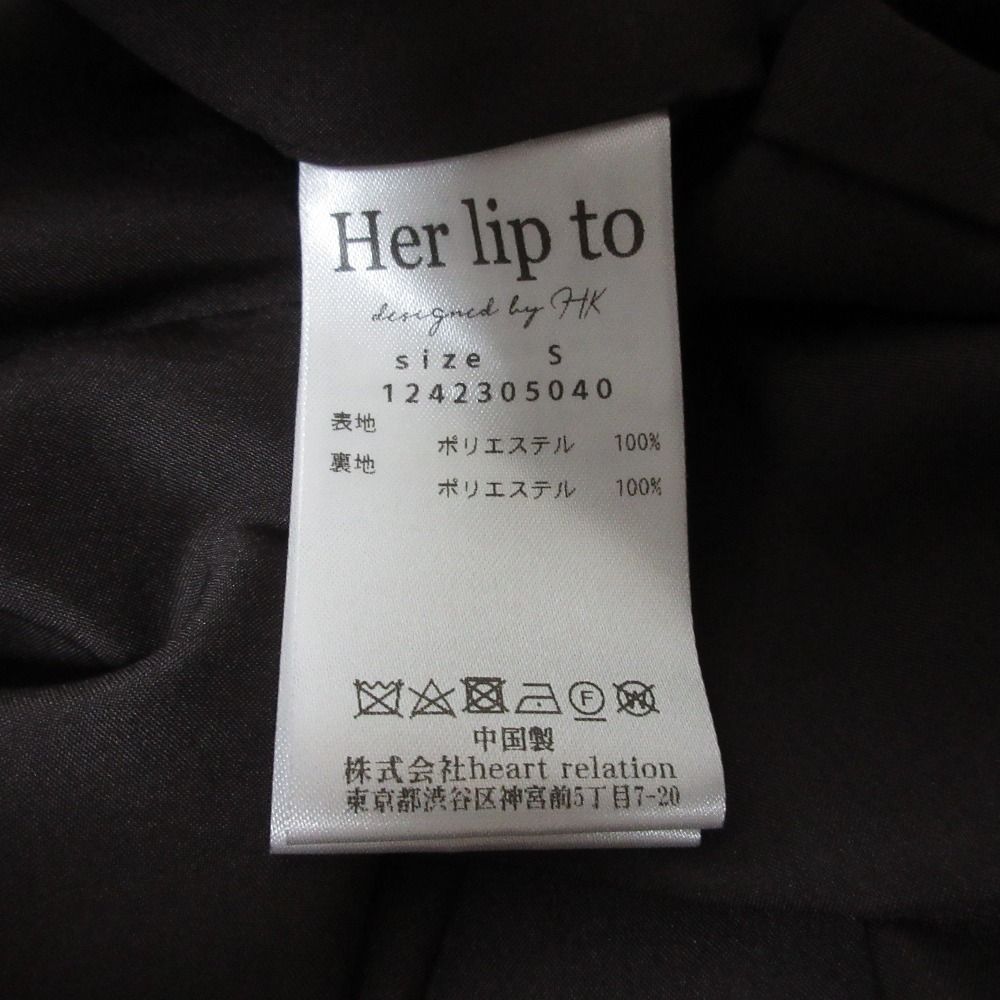 Her lip to
designed by HK
size S
1242305040
表地
ポリエステル 100%
裏地
ポリエステル 100%
F
W
中国製
株式会社heart relation
東京都渋谷区神宮前5丁目7-20